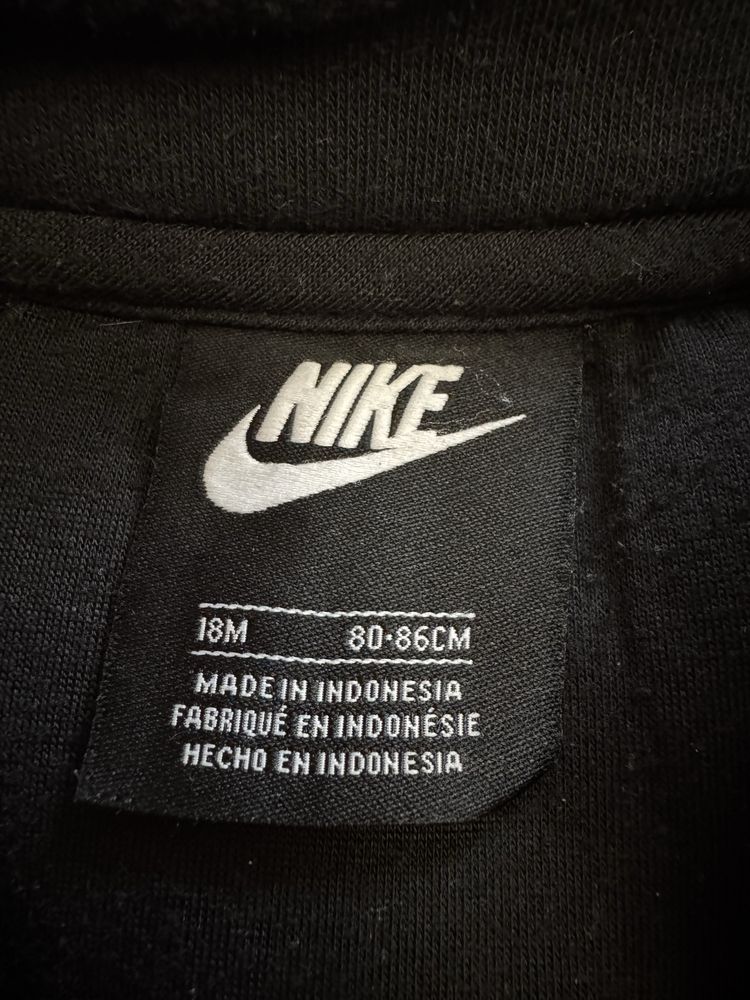 NIKE
18M 80·86CM
MADE IN INDONESIA
FABRIQUÉ EN INDONÉSIE
HECHO EN INDONESIA